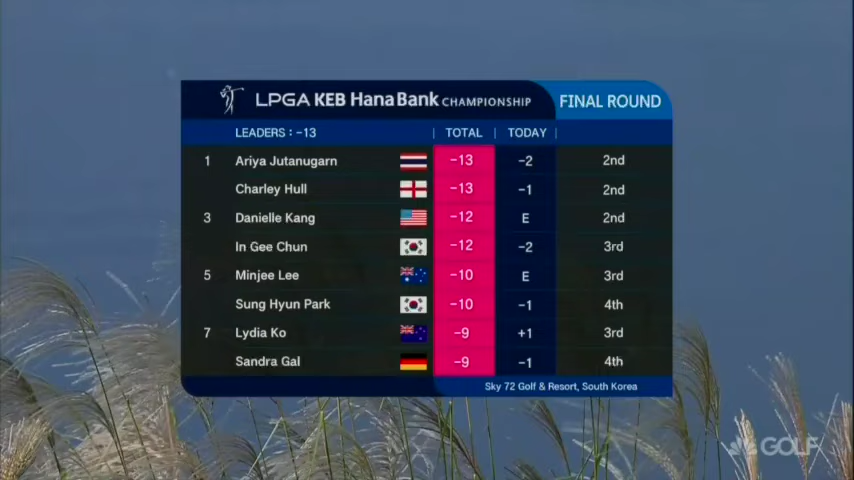 LPGA KEB HanaBank CHAMPIONSHIP FINAL ROUND
LEADERS : -13 TOTAL TODAY
1 Ariya Jutanugarn -13 -2 2nd
Charley Hull -13 -1 2nd
3 Danielle Kang -12 E 2nd
In Gee Chun -12 -2 3rd
5 Minjee Lee -10 E 3rd
Sung Hyun Park -10 -1 4th
7 Lydia Ko -9 +1 3rd
Sandra Gal -9 -1 4th
Sky 72 Golf & Resort, South Korea
GOLF